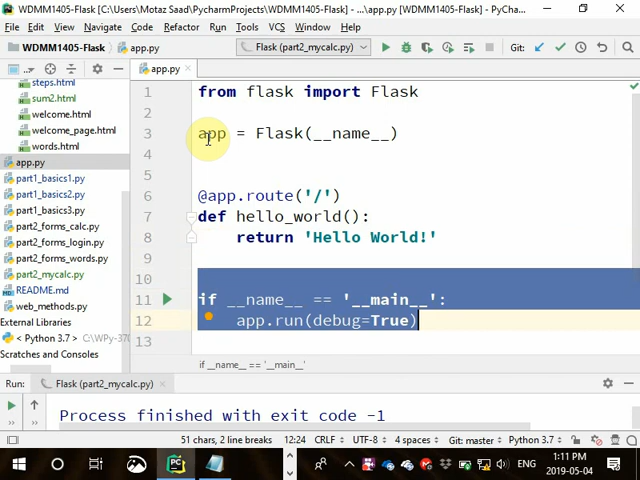 WDMM1405-Flask [C:\Users\Motaz Saad\PycharmProjects\WDMM1405-Flask] - ...\app.py - PyCha...
File Edit View Navigate Code Refactor Run Tools VCS Window Help
WDMM1405-Flask app.py Flask (part2_mycalc.py) Git:
app.py
steps.html
sum2.html
welcome.html
welcome_page.html
words.html
app.py
part1_basics1.py
part1_basics2.py
part1_basics3.py
part2_forms_calc.py
part2_forms_login.py
part2_forms_words.py
part2_mycalc.py
README.md
web_methods.py
External Libraries
< Python 3.7 > C:\WPy-370
Scratches and Consoles
1 from flask import Flask
2
3 app = Flask(__name__)
4
5
6 @app.route('/')
7 def hello_world():
8 return 'Hello World!'
9
10
11 if __name__ == '__main__':
12 app.run(debug=True)
13
if __name__ == '__main__'
Run: Flask (part2_mycalc.py)
Process finished with exit code -1
51 chars, 2 line breaks 12:24 CRLF UTF-8 4 spaces Git: master Python 3.7
ENG 1:11 PM
2019-05-04